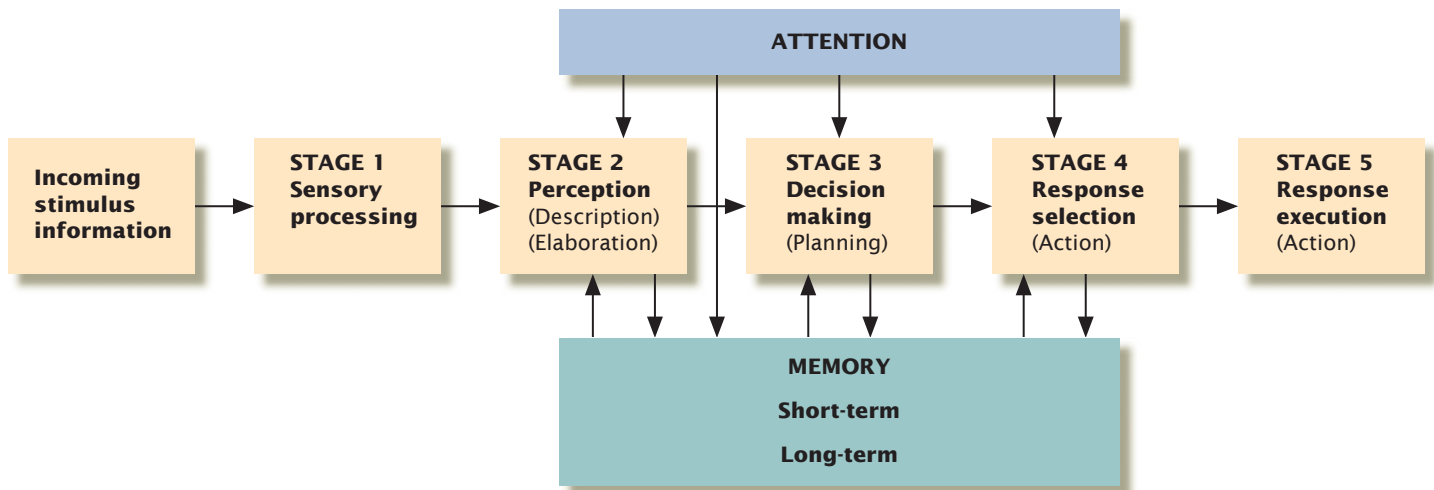 ATTENTION
Incoming
stimulus
information
STAGE 1
Sensory
processing
STAGE 2
Perception
(Description)
(Elaboration)
STAGE 3
Decision
making
(Planning)
STAGE 4
Response
selection
(Action)
STAGE 5
Response
execution
(Action)
MEMORY
Short-term
Long-term